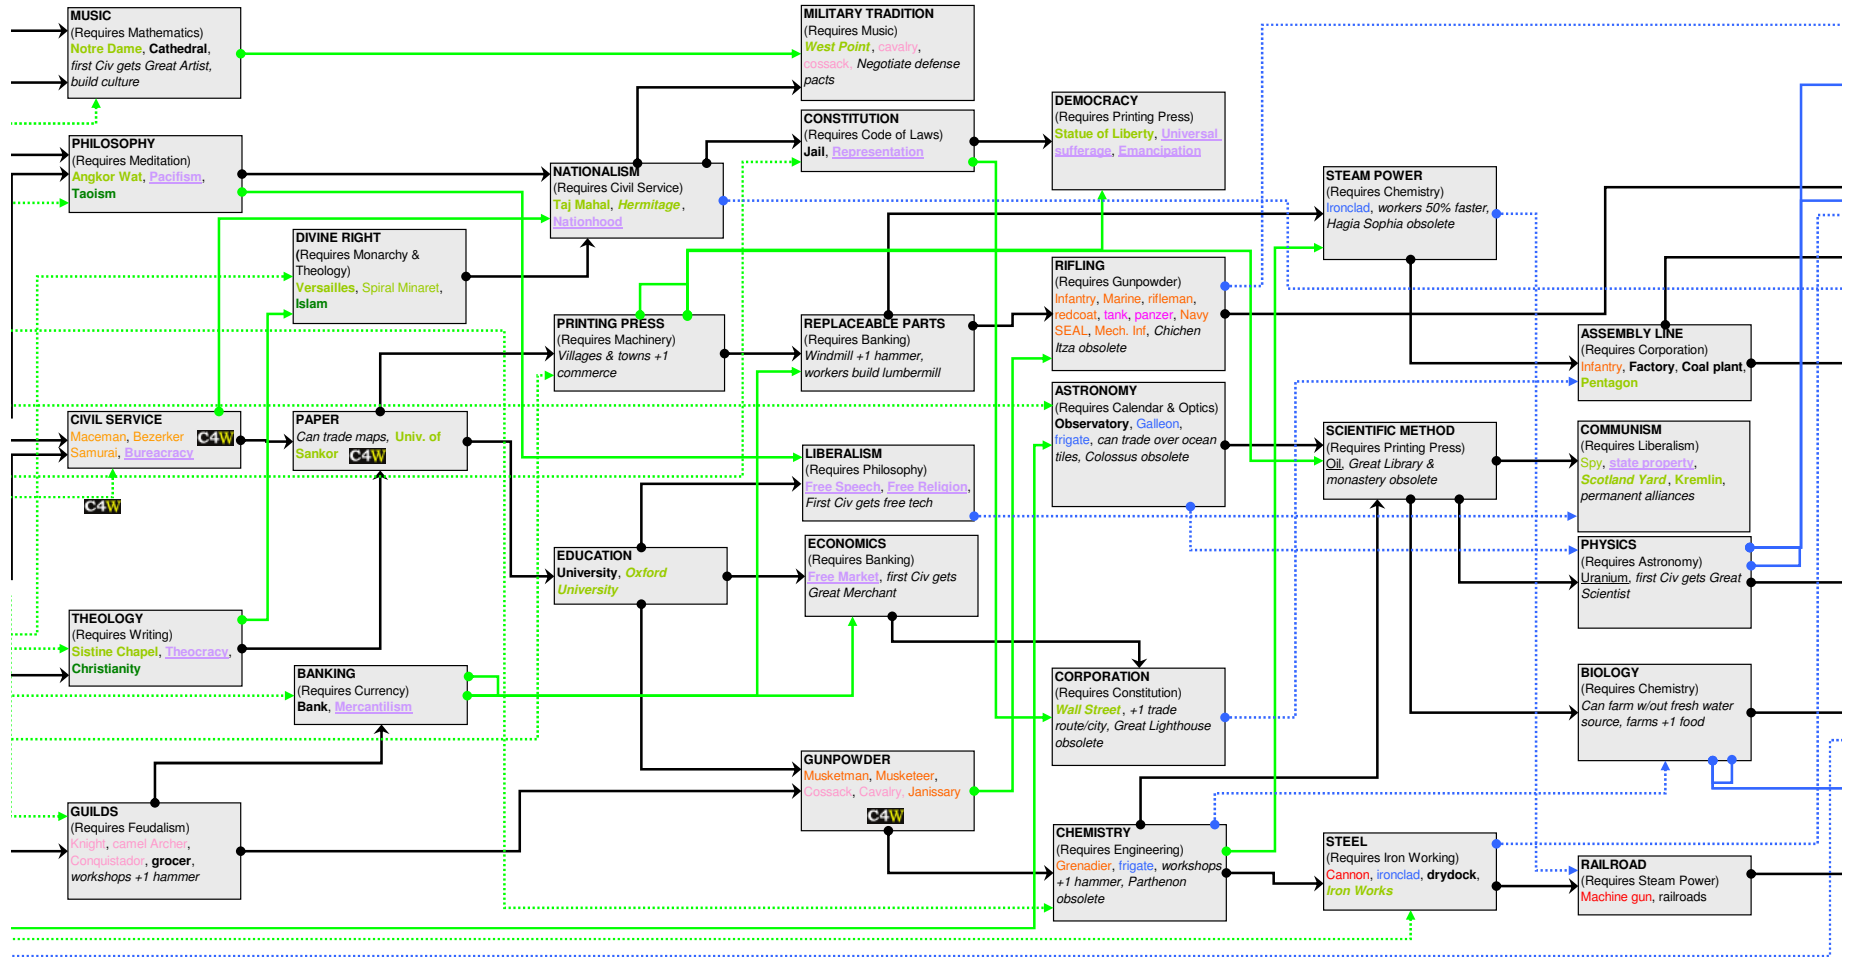 MUSIC
(Requires Mathematics)
Notre Dame, Cathedral,
first Civ gets Great Artist,
build culture
PHILOSOPHY
(Requires Meditation)
Angkor Wat, Pacifism,
Taoism
DIVINE RIGHT
(Requires Monarchy &
Theology)
Versailles, Spiral Minaret,
Islam
CIVIL SERVICE
Maceman, Bezerker
Samurai, Bureacracy
C4W
C4W
PAPER
Can trade maps, Univ. of
Sankor
C4W
THEOLOGY
(Requires Writing)
Sistine Chapel, Theocracy,
Christianity
BANKING
(Requires Currency)
Bank, Mercantilism
GUILDS
(Requires Feudalism)
Knight, camel Archer,
Conquistador, grocer,
workshops +1 hammer
NATIONALISM
(Requires Civil Service)
Taj Mahal, Hermitage,
Nationhood
PRINTING PRESS
(Requires Machinery)
Villages & towns +1
commerce
EDUCATION
University, Oxford
University
MILITARY TRADITION
(Requires Music)
West Point, cavalry,
cossack, Negotiate defense
pacts
CONSTITUTION
(Requires Code of Laws)
Jail, Representation
REPLACEABLE PARTS
(Requires Banking)
Windmill +1 hammer,
workers build lumbermill
LIBERALISM
(Requires Philosophy)
Free Speech, Free Religion,
First Civ gets free tech
ECONOMICS
(Requires Banking)
Free Market, first Civ gets
Great Merchant
GUNPOWDER
Musketman, Musketeer,
Cossack, Cavalry, Janissary
C4W
DEMOCRACY
(Requires Printing Press)
Statue of Liberty, Universal
sufferage, Emancipation
RIFLING
(Requires Gunpowder)
Infantry, Marine, rifleman,
redcoat, tank, panzer, Navy
SEAL, Mech. Inf, Chichen
Itza obsolete
ASTRONOMY
(Requires Calendar & Optics)
Observatory, Galleon,
frigate, can trade over ocean
tiles, Colossus obsolete
CORPORATION
(Requires Constitution)
Wall Street, +1 trade
route/city, Great Lighthouse
obsolete
CHEMISTRY
(Requires Engineering)
Grenadier, frigate, workshops
+1 hammer, Parthenon
obsolete
STEAM POWER
(Requires Chemistry)
Ironclad, workers 50% faster,
Hagia Sophia obsolete
SCIENTIFIC METHOD
(Requires Printing Press)
Oil, Great Library &
monastery obsolete
STEEL
(Requires Iron Working)
Cannon, ironclad, drydock,
Iron Works
ASSEMBLY LINE
(Requires Corporation)
Infantry, Factory, Coal plant,
Pentagon
COMMUNISM
(Requires Liberalism)
Spy, state property,
Scotland Yard, Kremlin,
permanent alliances
PHYSICS
(Requires Astronomy)
Uranium, first Civ gets Great
Scientist
BIOLOGY
(Requires Chemistry)
Can farm w/out fresh water
source, farms +1 food
RAILROAD
(Requires Steam Power)
Machine gun, railroads